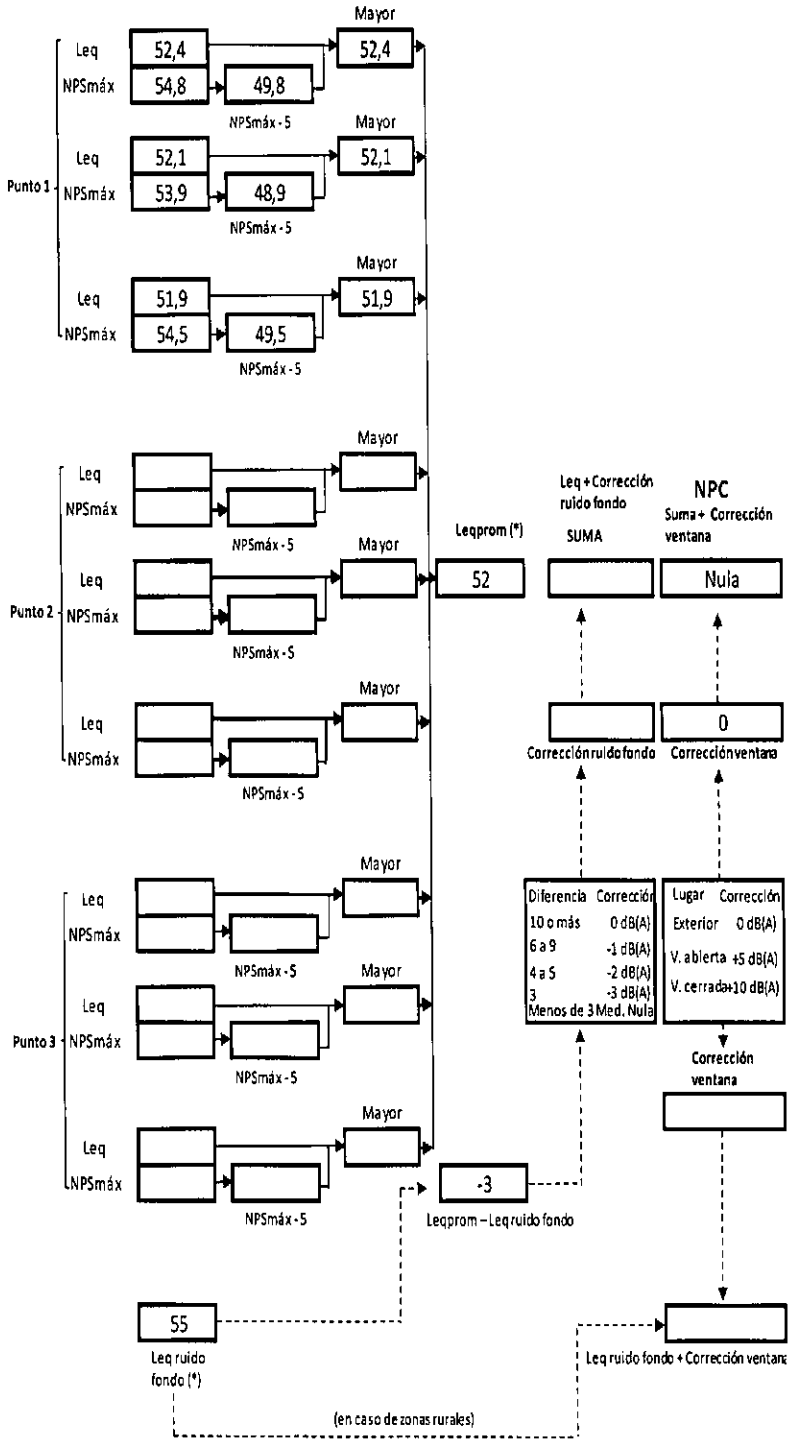 Mayor
Leq 52,4 52,4
NPSmáx 54,8 49,8
NPSmáx - 5
Mayor
Leq 52,1 52,1
Punto 1 NPSmáx 53,9 48,9
NPSmáx - 5
Mayor
Leq 51,9 51,9
NPSmáx 54,5 49,5
NPSmáx - 5
Mayor
Leq
NPSmáx
NPSmáx - 5
Mayor
Leq
Punto 2 NPSmáx
NPSmáx - 5
Mayor
Leq
NPSmáx
NPSmáx - 5
Leqprom (*)
52
Leq + Corrección
ruido fondo
SUMA
NPC
Suma + Corrección
ventana
Nula
0
Corrección ruido fondo
Corrección ventana
Mayor
Leq
NPSmáx
NPSmáx - 5
Mayor
Leq
Punto 3 NPSmáx
NPSmáx - 5
Mayor
Leq
NPSmáx
NPSmáx - 5
Diferencia Corrección
10 o más 0 dB(A)
6 a 9 -1 dB(A)
4 a 5 -2 dB(A)
3 -3 dB(A)
Menos de 3 Med. Nula
Lugar Corrección
Exterior 0 dB(A)
V. abierta +5 dB(A)
V. cerrada +10 dB(A)
Corrección
ventana
-3
Leqprom – Leq ruido fondo
55
Leq ruido
fondo (*)
Leq ruido fondo + Corrección ventana
(en caso de zonas rurales)